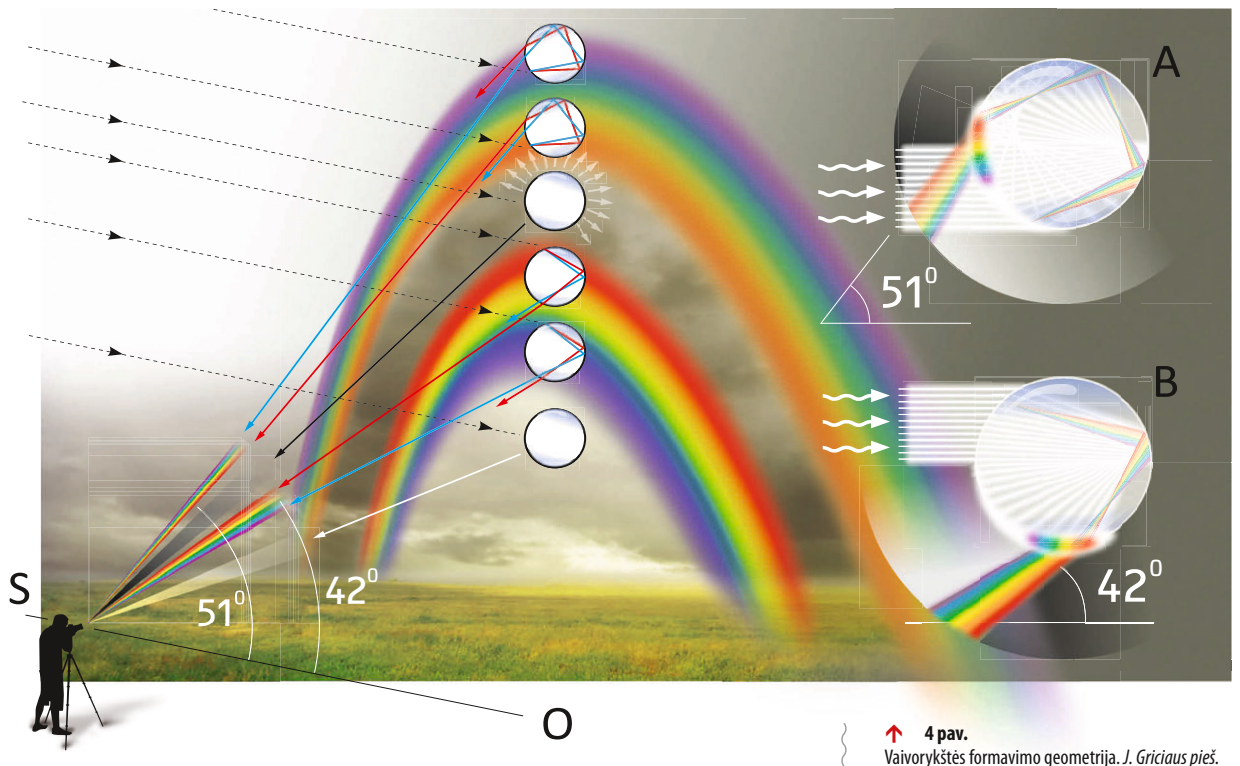 A
51⁰
B
42⁰
S
51⁰
42⁰
O
↑ 4 pav.
Vaivorykštės formavimo geometrija. J. Griciaus pieš.